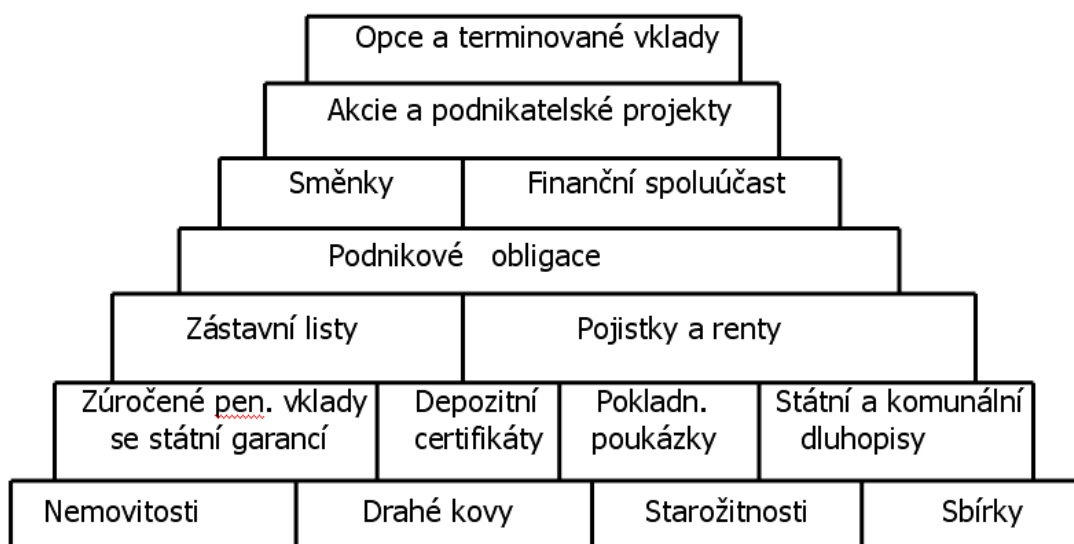 Opce a terminované vklady
Akcie a podnikatelské projekty
Směnky
Finanční spoluúčast
Podnikové obligace
Zástavní listy
Pojistky a renty
Zúročené pen. vklady
se státní garancí
Depozitní
certifikáty
Pokladn.
poukázky
Státní a komunální
dluhopisy
Nemovitosti
Drahé kovy
Starožitnosti
Sbírky